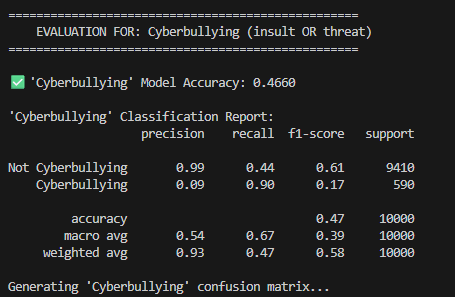 ==================================================
EVALUATION FOR: Cyberbullying (insult OR threat)
==================================================
✅ 'Cyberbullying' Model Accuracy: 0.4660
'Cyberbullying' Classification Report:
precision recall f1-score support
Not Cyberbullying 0.99 0.44 0.61 9410
Cyberbullying 0.09 0.90 0.17 590
accuracy 0.47 10000
macro avg 0.54 0.67 0.39 10000
weighted avg 0.93 0.47 0.58 10000
Generating 'Cyberbullying' confusion matrix...